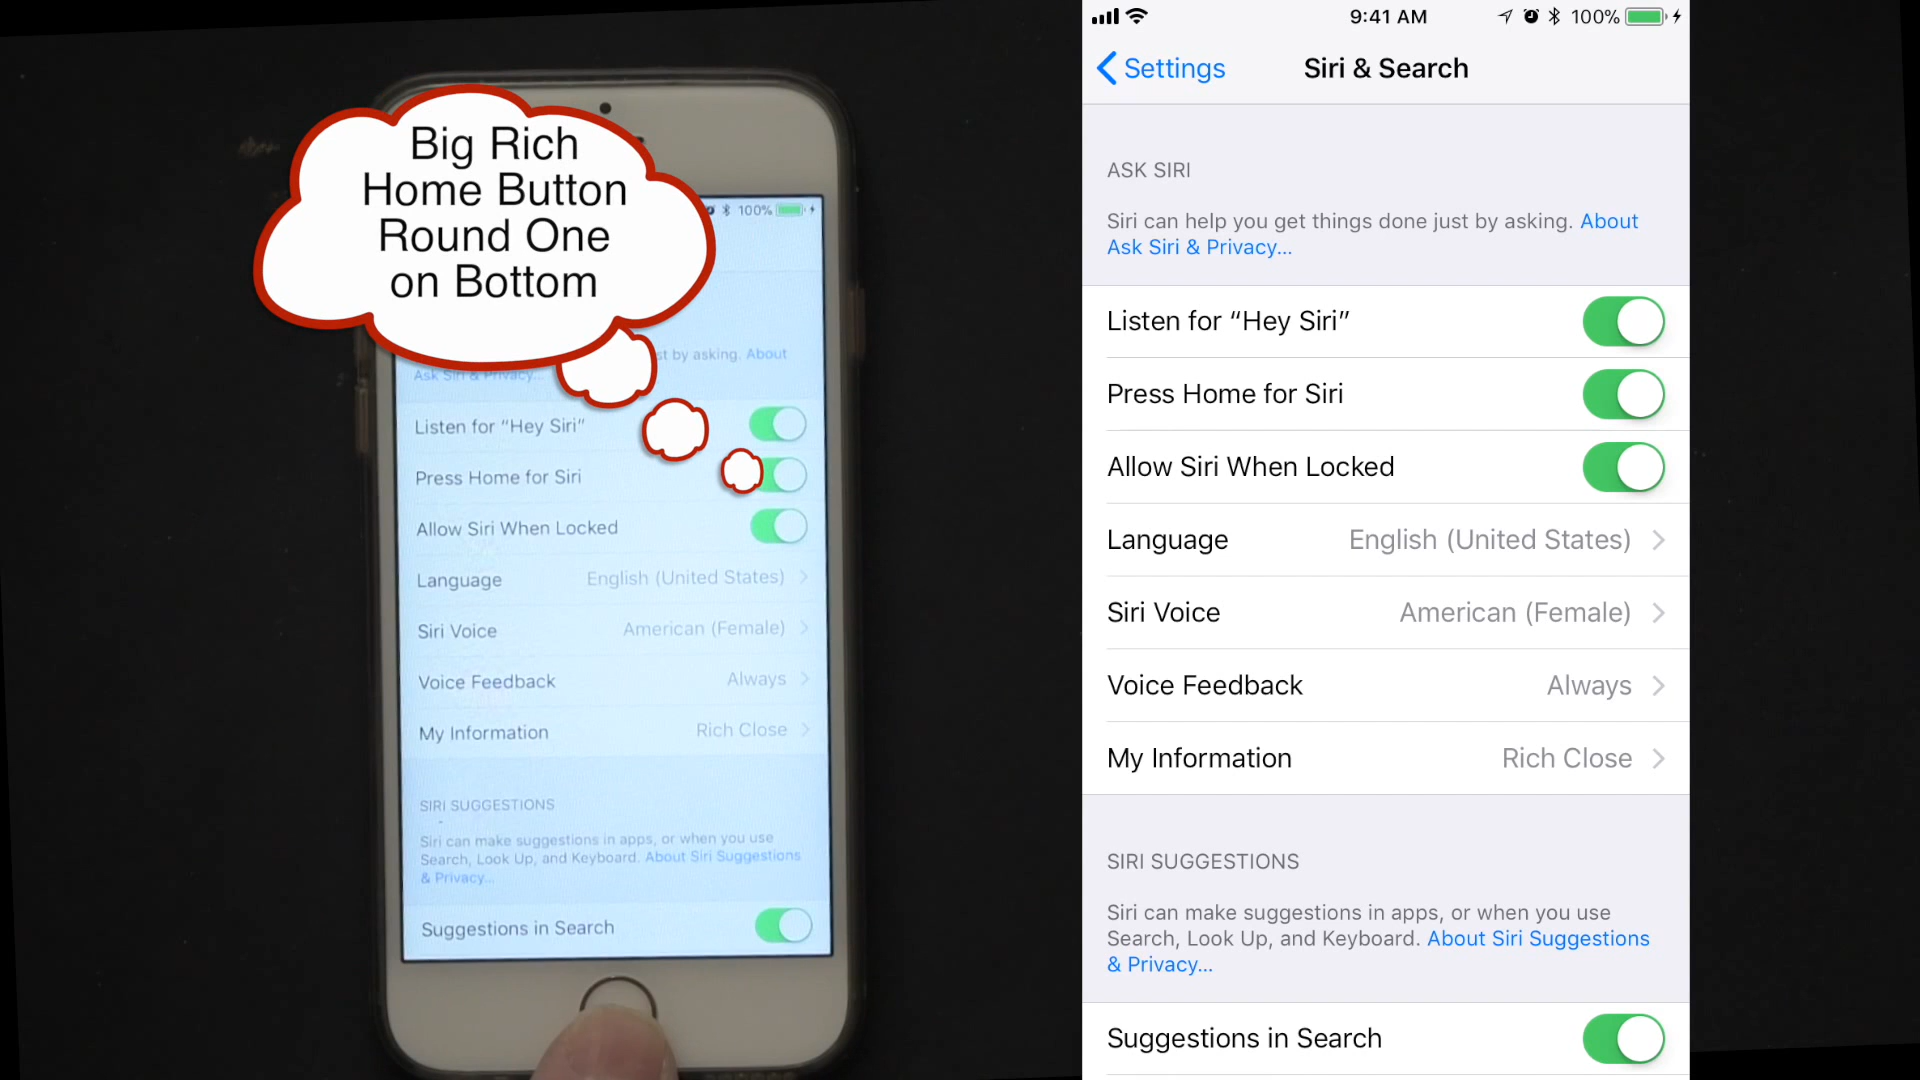 Big Rich
Home Button
Round One
on Bottom
100%
st by asking. About
Ask Siri & Privacy...
Listen for “Hey Siri”
Press Home for Siri
Allow Siri When Locked
Language English (United States)
Siri Voice American (Female)
Voice Feedback Always
My Information Rich Close
SIRI SUGGESTIONS
Siri can make suggestions in apps, or when you use
Search, Look Up, and Keyboard. About Siri Suggestions
& Privacy...
Suggestions in Search
9:41 AM 100%
Settings Siri & Search
ASK SIRI
Siri can help you get things done just by asking. About
Ask Siri & Privacy...
Listen for “Hey Siri”
Press Home for Siri
Allow Siri When Locked
Language English (United States)
Siri Voice American (Female)
Voice Feedback Always
My Information Rich Close
SIRI SUGGESTIONS
Siri can make suggestions in apps, or when you use
Search, Look Up, and Keyboard. About Siri Suggestions
& Privacy...
Suggestions in Search